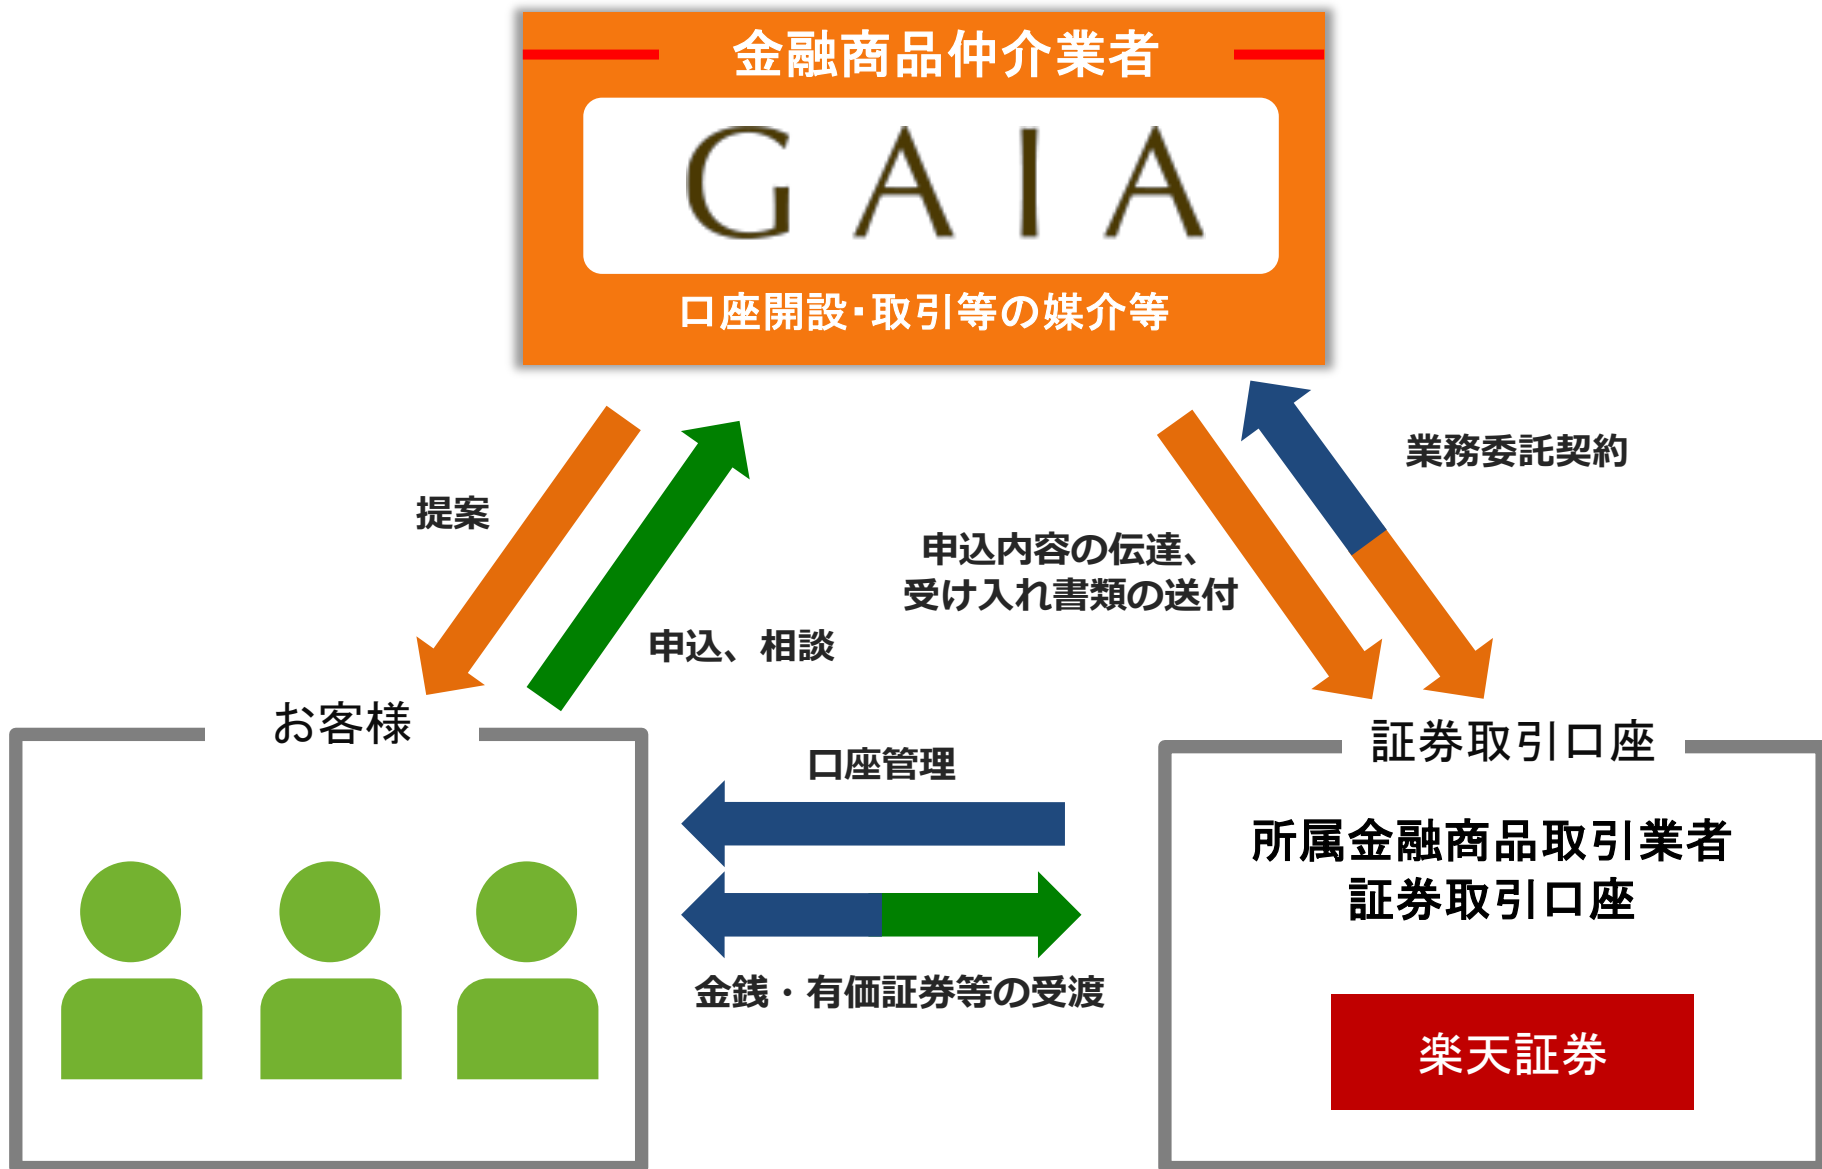 金融商品仲介業者
GAIA
口座開設・取引等の媒介等
業務委託契約
提案
申込内容の伝達、
受け入れ書類の送付
申込、相談
お客様
証券取引口座
口座管理
所属金融商品取引業者
証券取引口座
金銭・有価証券等の受渡
楽天証券